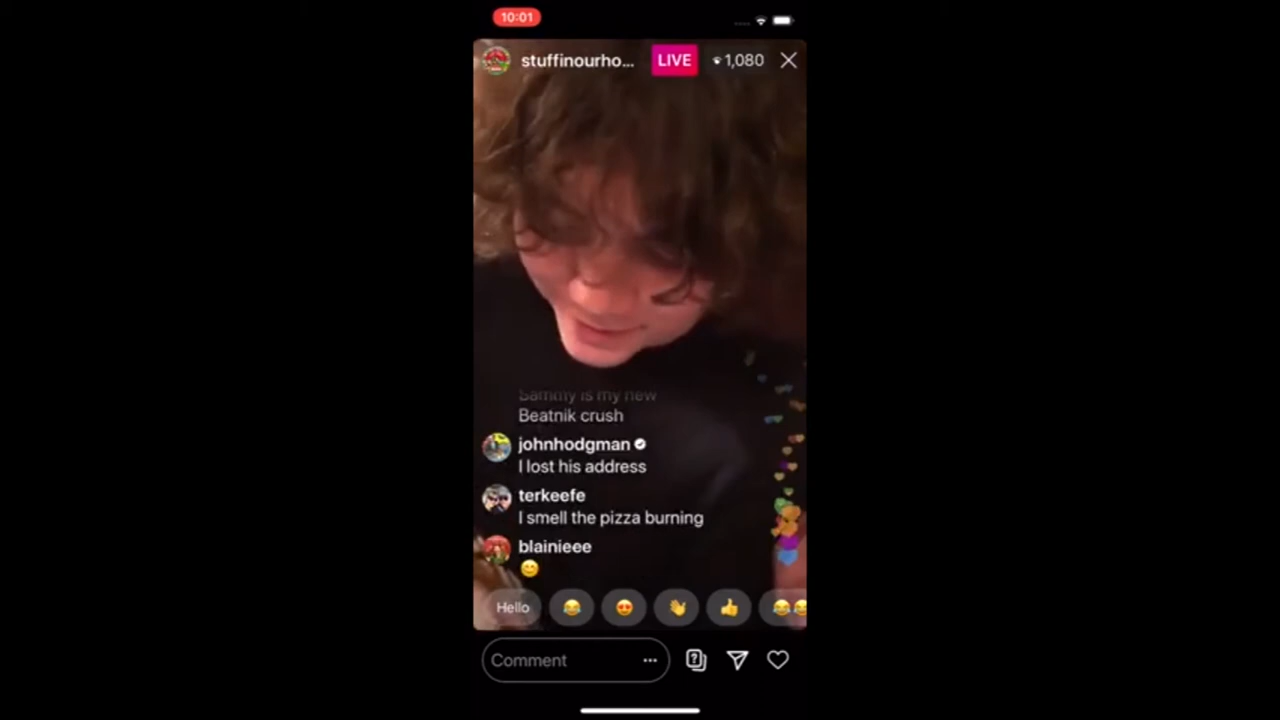 10:01
stuffinourho...
LIVE
1,080
Sammy is my new
Beatnik crush
johnhodgman
I lost his address
terkeefe
I smell the pizza burning
blainieee
Hello
Comment